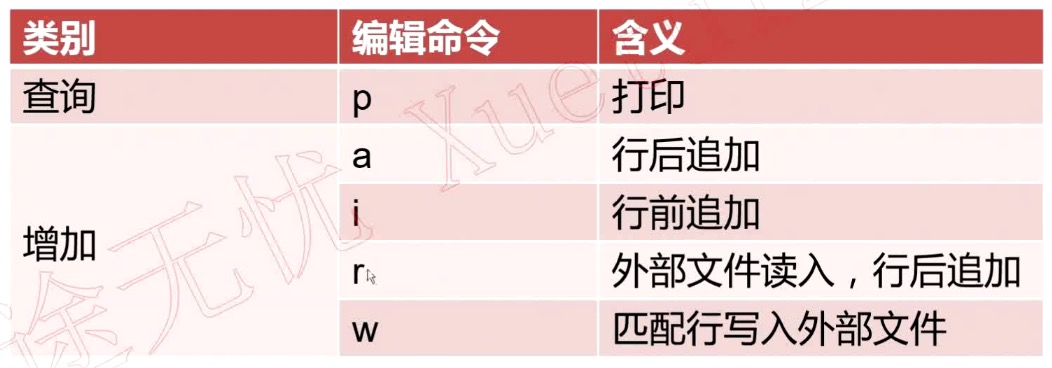 类别 编辑命令 含义
查询 p 打印
增加 a 行后追加
i 行前追加
r 外部文件读入，行后追加
w 匹配行写入外部文件
途无忧 Xue